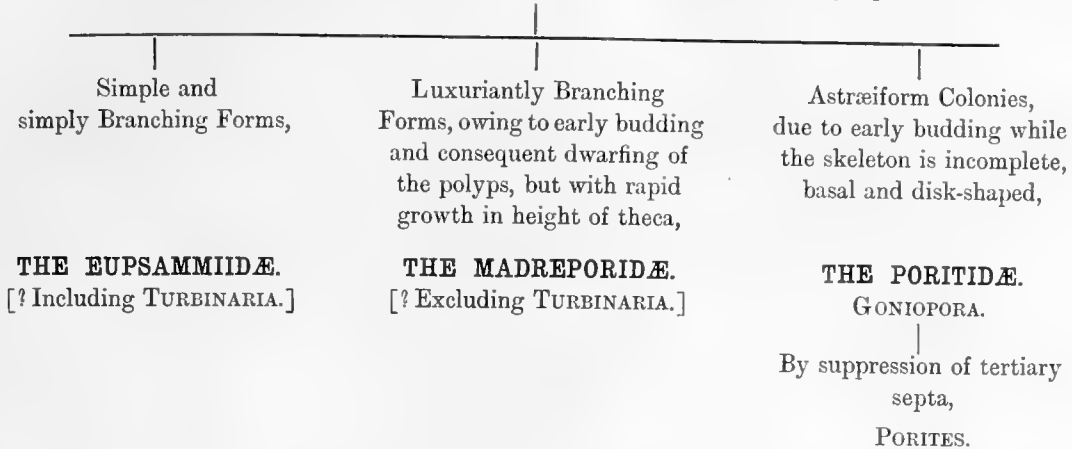 Simple and
simply Branching Forms,
THE EUPSAMMIIDÆ.
[? Including TURBINARIA.]
Luxuriantly Branching
Forms, owing to early budding
and consequent dwarfing of
the polyps, but with rapid
growth in height of theca,
THE MADREPORIDÆ.
[? Excluding TURBINARIA.]
Astræiform Colonies,
due to early budding while
the skeleton is incomplete,
basal and disk-shaped,
THE PORITIDÆ.
GONIOPORA.
By suppression of tertiary
septa,
PORITES.